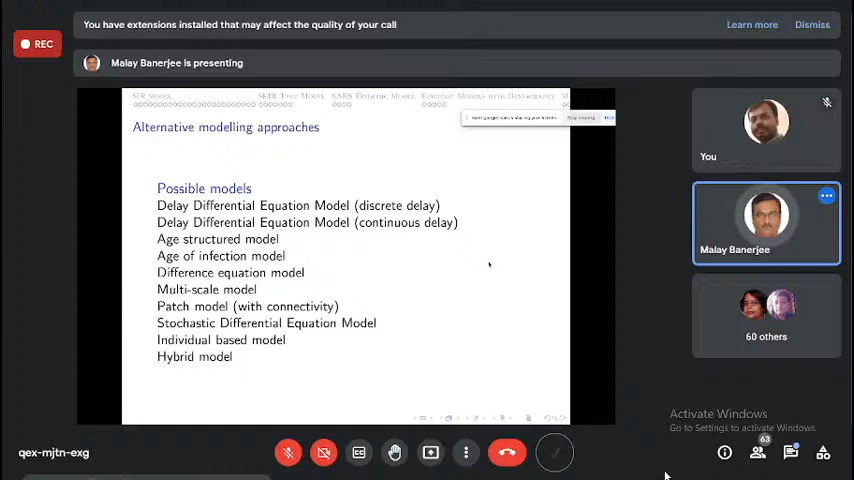 You have extensions installed that may affect the quality of your call
Learn more
Dismiss
REC
Malay Banerjee is presenting
SIR MODEL
SEIR TYPE MODEL
SARS EPIDEMIC MODEL
EPIDEMIC MODELS WITH DEMOGRAPHY
Alternative modelling approaches
Stop sharing
Possible models
Delay Differential Equation Model (discrete delay)
Delay Differential Equation Model (continuous delay)
Age structured model
Age of infection model
Difference equation model
Multi-scale model
Patch model (with connectivity)
Stochastic Differential Equation Model
Individual based model
Hybrid model
You
Malay Banerjee
60 others
Activate Windows
Go to Settings to activate Windows.
qex-mjtn-exg
63